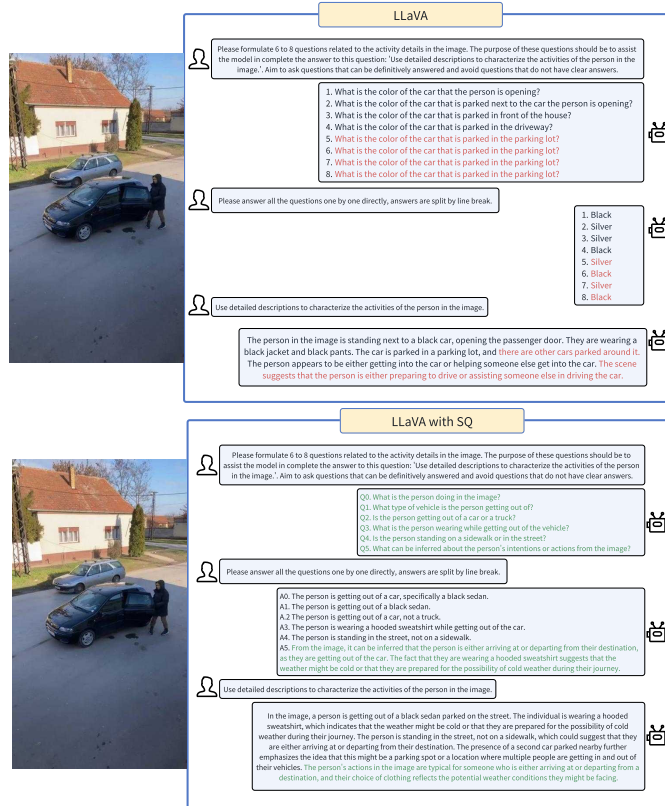 LLaVA
Please formulate 6 to 8 questions related to the activity details in the image. The purpose of these questions should be to assist
the model in complete the answer to this question: 'Use detailed descriptions to characterize the activities of the person in the
image.'. Aim to ask questions that can be definitively answered and avoid questions that do not have clear answers.
1. What is the color of the car that the person is opening?
2. What is the color of the car that is parked next to the car the person is opening?
3. What is the color of the car that is parked in front of the house?
4. What is the color of the car that is parked in the driveway?
5. What is the color of the car that is parked in the parking lot?
6. What is the color of the car that is parked in the parking lot?
7. What is the color of the car that is parked in the parking lot?
8. What is the color of the car that is parked in the parking lot?
Please answer all the questions one by one directly, answers are split by line break.
1. Black
2. Silver
3. Silver
4. Black
5. Silver
6. Black
7. Silver
8. Black
Use detailed descriptions to characterize the activities of the person in the image.
The person in the image is standing next to a black car, opening the passenger door. They are wearing a
black jacket and black pants. The car is parked in a parking lot, and there are other cars parked around it.
The person appears to be either getting into the car or helping someone else get into the car. The scene
suggests that the person is either preparing to drive or assisting someone else in driving the car.
LLaVA with SQ
Please formulate 6 to 8 questions related to the activity details in the image. The purpose of these questions should be to
assist the model in complete the answer to this question: 'Use detailed descriptions to characterize the activities of the person
in the image.'. Aim to ask questions that can be definitively answered and avoid questions that do not have clear answers.
Q0. What is the person doing in the image?
Q1. What type of vehicle is the person getting out of?
Q2. Is the person getting out of a car or a truck?
Q3. What is the person wearing while getting out of the vehicle?
Q4. Is the person standing on a sidewalk or in the street?
Q5. What can be inferred about the person's intentions or actions from the image?
Please answer all the questions one by one directly, answers are split by line break.
A0. The person is getting out of a car, specifically a black sedan.
A1. The person is getting out of a black sedan.
A.2 The person is getting out of a car, not a truck.
A3. The person is wearing a hooded sweatshirt while getting out of the car.
A4. The person is standing in the street, not on a sidewalk.
A5. From the image, it can be inferred that the person is either arriving at or departing from their destination,
as they are getting out of the car. The fact that they are wearing a hooded sweatshirt suggests that the
weather might be cold or that they are prepared for the possibility of cold weather during their journey.
Use detailed descriptions to characterize the activities of the person in the image.
In the image, a person is getting out of a black sedan parked on the street. The individual is wearing a hooded
sweatshirt, which indicates that the weather might be cold or that they are prepared for the possibility of cold
weather during their journey. The person is standing in the street, not on a sidewalk, which could suggest that they
are either arriving at or departing from their destination. The presence of a second car parked nearby further
emphasizes the idea that this might be a parking spot or a location where multiple people are getting in and out of
their vehicles. The person's actions in the image are typical for someone who is either arriving at or departing from a
destination, and their choice of clothing reflects the potential weather conditions they might be facing.